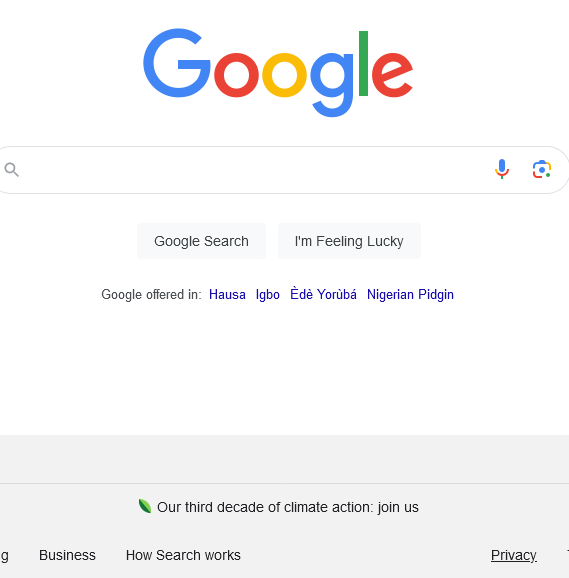 Google
Google Search I'm Feeling Lucky
Google offered in: Hausa Igbo Èdè Yorùbá Nigerian Pidgin
Our third decade of climate action: join us
g Business How Search works Privacy